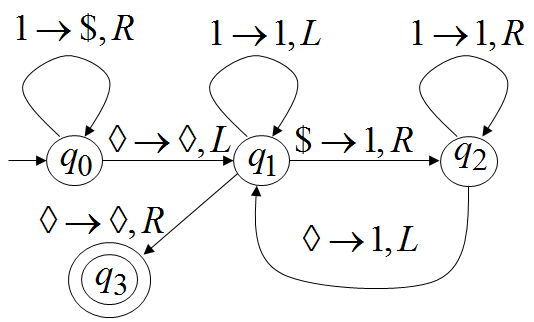 1 → $, R 1 → 1, L 1 → 1, R
q0 ◊ → ◊, L q1 $ → 1, R q2
◊ → ◊, R ◊ → 1, L
q3